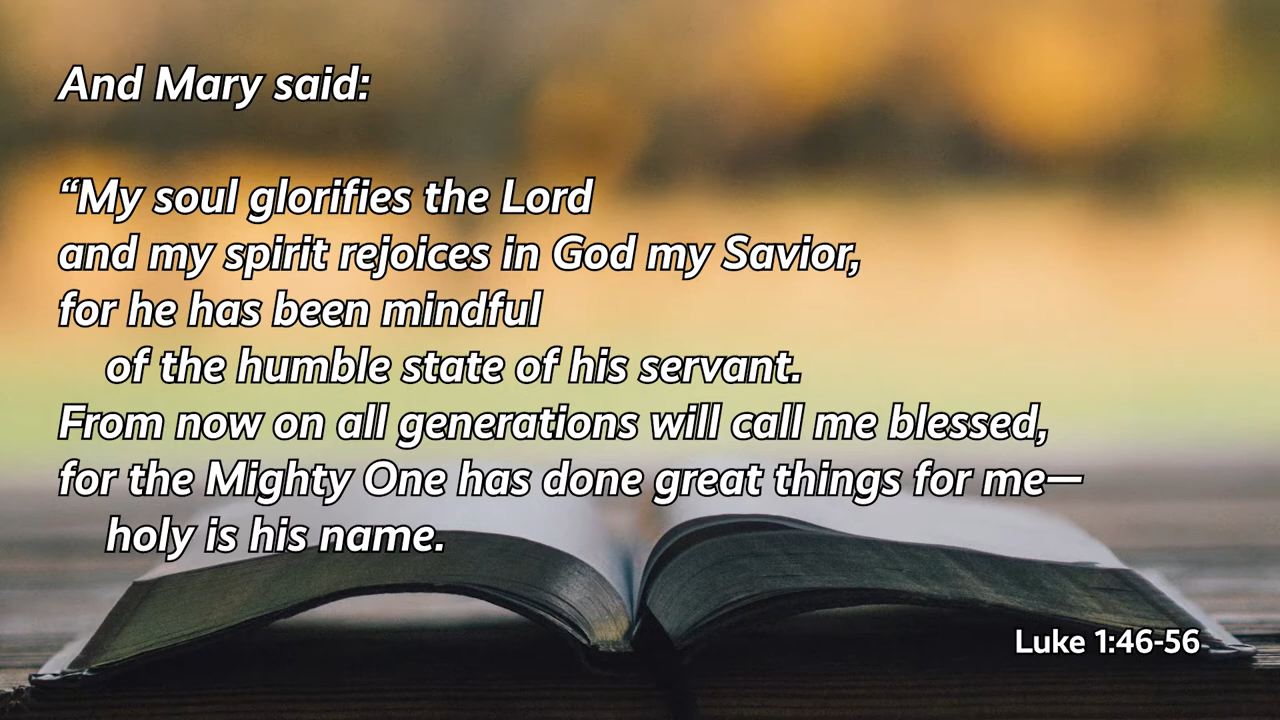 And Mary said:
“My soul glorifies the Lord
and my spirit rejoices in God my Savior,
for he has been mindful
of the humble state of his servant.
From now on all generations will call me blessed,
for the Mighty One has done great things for me—
holy is his name.
Luke 1:46-56